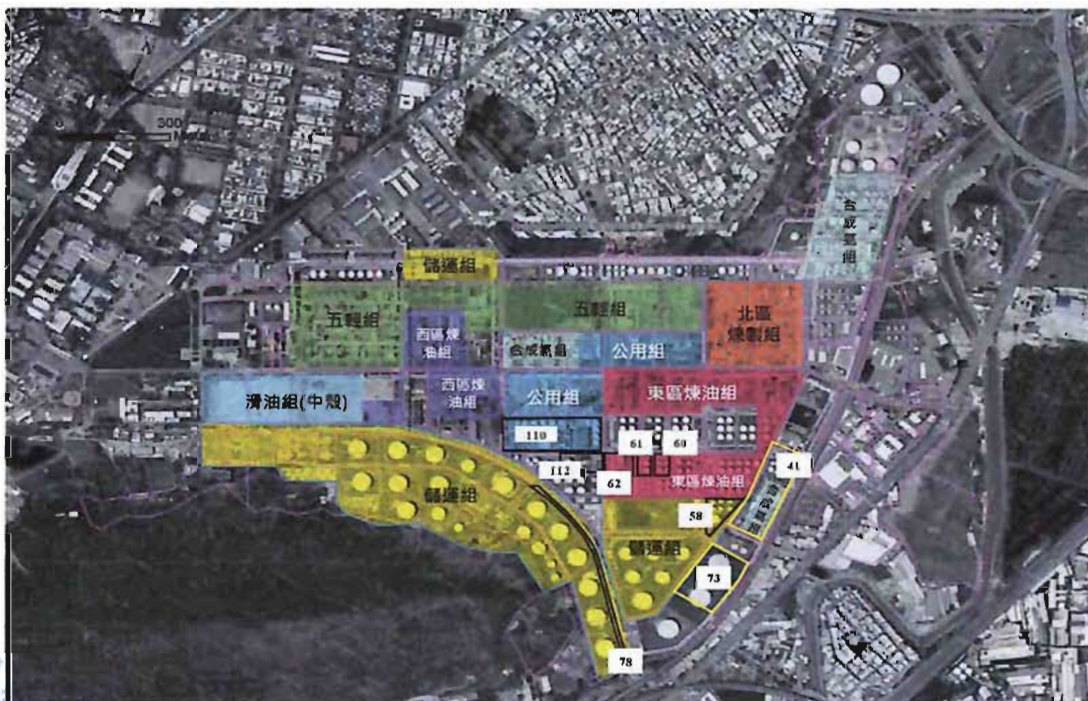 N
300
合成氣組
儲運組
五輕組
五輕組
北區
煉製組
西區煉
油組
合成氣組
公用組
西區煉
油組
滑油組(中殼)
公用組
東區煉油組
110
61
60
41
112
62
東區煉油組
儲運組
58
儲運組
73
78